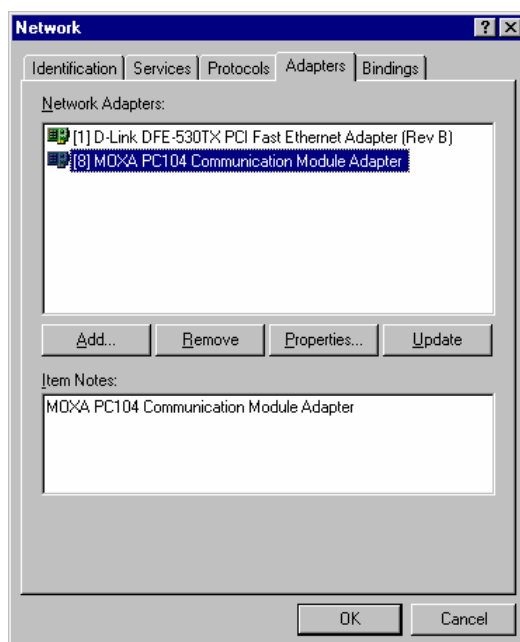 Network
Identification Services Protocols Adapters Bindings
Network Adapters:
[1] D-Link DFE-530TX PCI Fast Ethernet Adapter (Rev B)
[8] MOXA PC104 Communication Module Adapter
Add... Remove Properties... Update
Item Notes:
MOXA PC104 Communication Module Adapter
OK Cancel